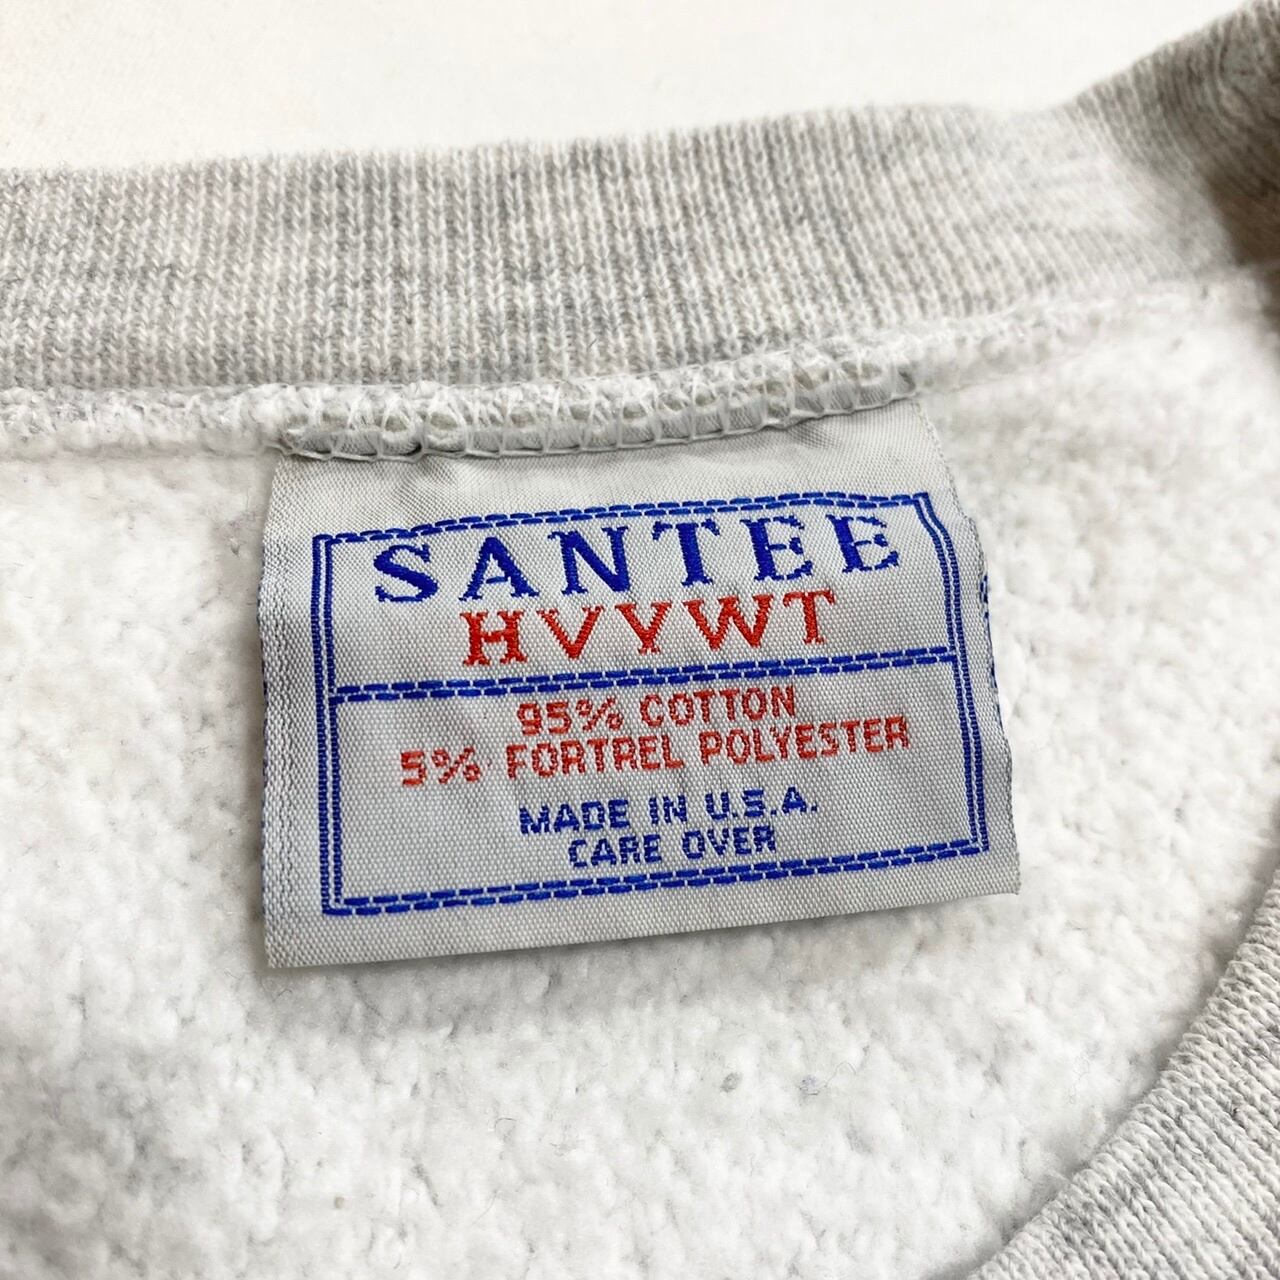 SANTEE
HVYWT
95% COTTON
5% FORTREL POLYESTER
MADE IN U.S.A.
CARE OVER